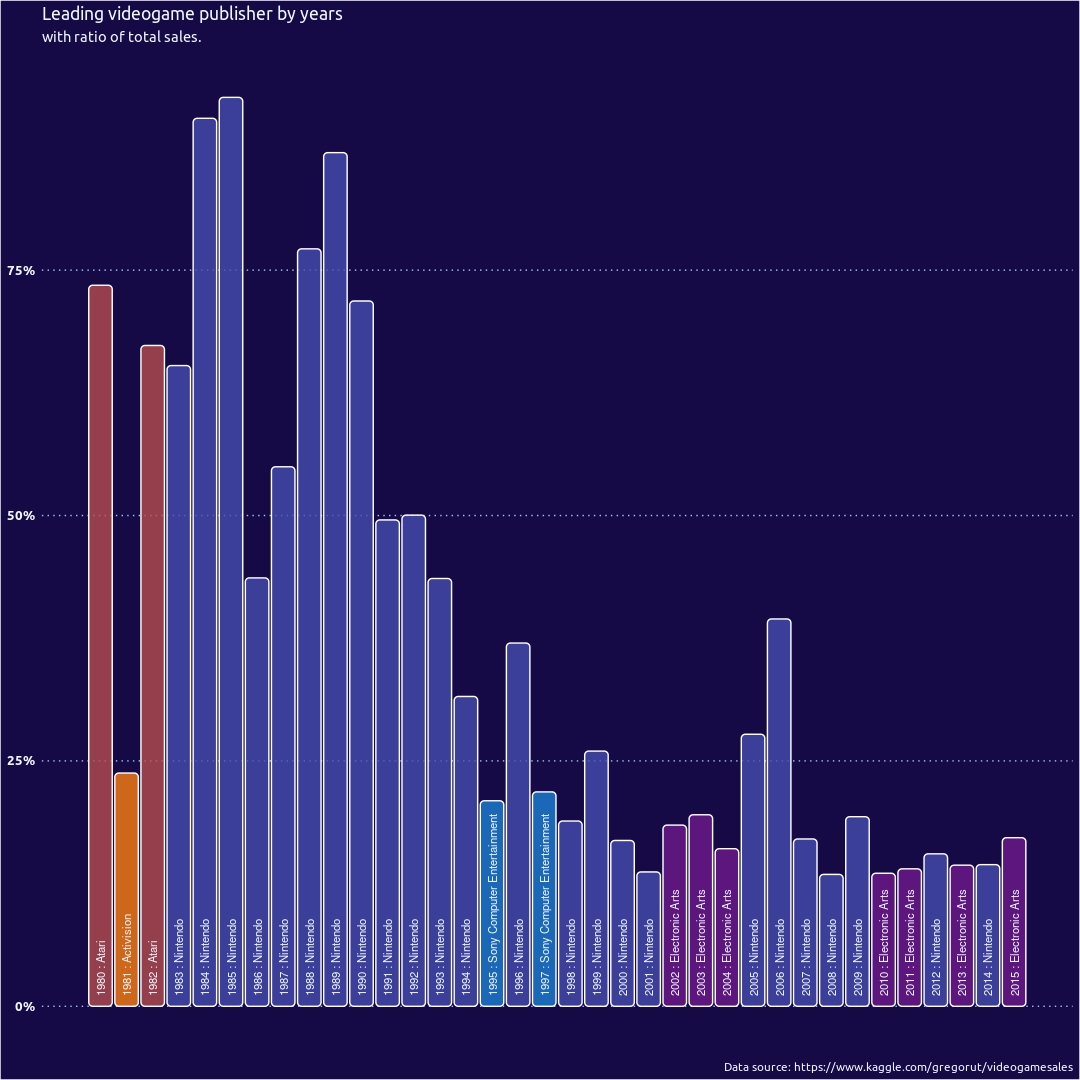 Leading videogame publisher by years
with ratio of total sales.
75%
50%
25%
0%
1980 : Atari
1981 : Activision
1982 : Atari
1983 : Nintendo
1984 : Nintendo
1985 : Nintendo
1986 : Nintendo
1987 : Nintendo
1988 : Nintendo
1989 : Nintendo
1990 : Nintendo
1991 : Nintendo
1992 : Nintendo
1993 : Nintendo
1994 : Nintendo
1995 : Sony Computer Entertainment
1996 : Nintendo
1997 : Sony Computer Entertainment
1998 : Nintendo
1999 : Nintendo
2000 : Nintendo
2001 : Nintendo
2002 : Electronic Arts
2003 : Electronic Arts
2004 : Electronic Arts
2005 : Nintendo
2006 : Nintendo
2007 : Nintendo
2008 : Nintendo
2009 : Nintendo
2010 : Electronic Arts
2011 : Electronic Arts
2012 : Nintendo
2013 : Electronic Arts
2014 : Nintendo
2015 : Electronic Arts
Data source: https://www.kaggle.com/gregorut/videogamesales